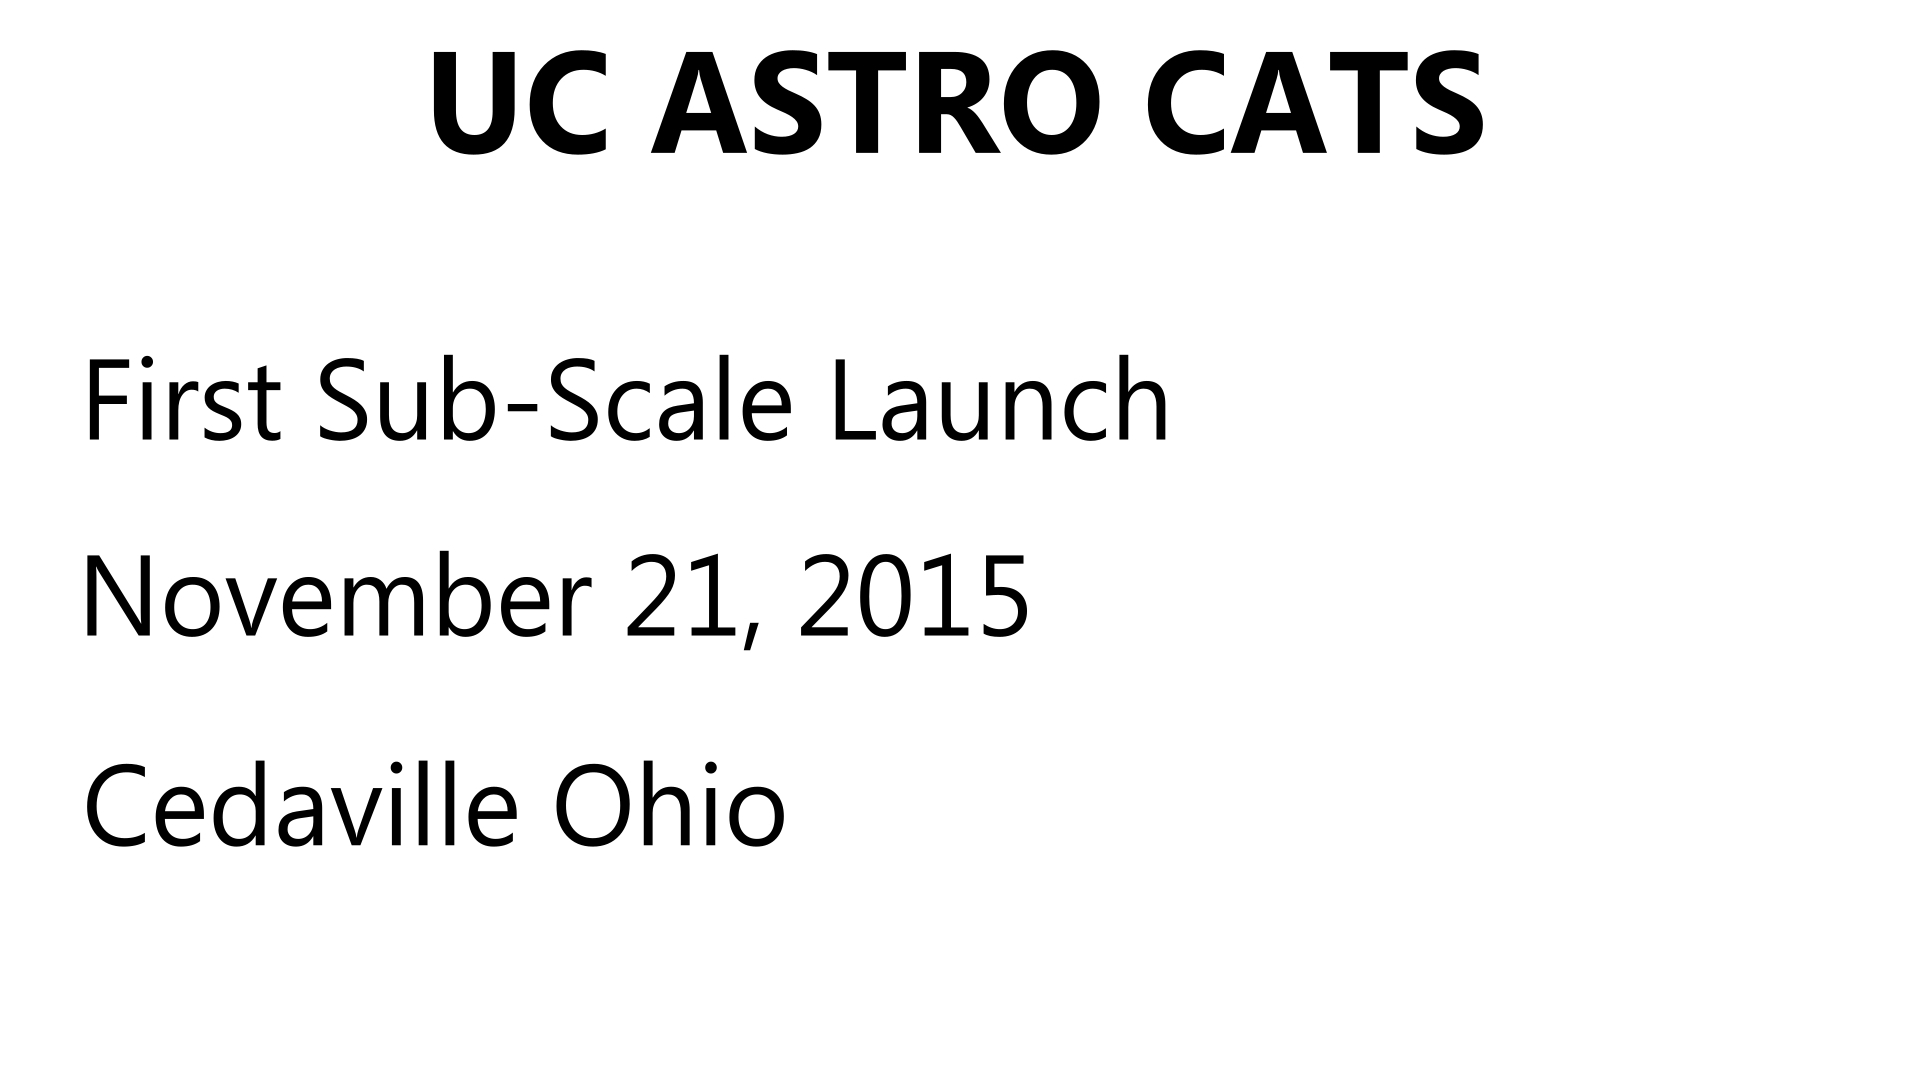 UC ASTRO CATS
First Sub-Scale Launch
November 21, 2015
Cedaville Ohio